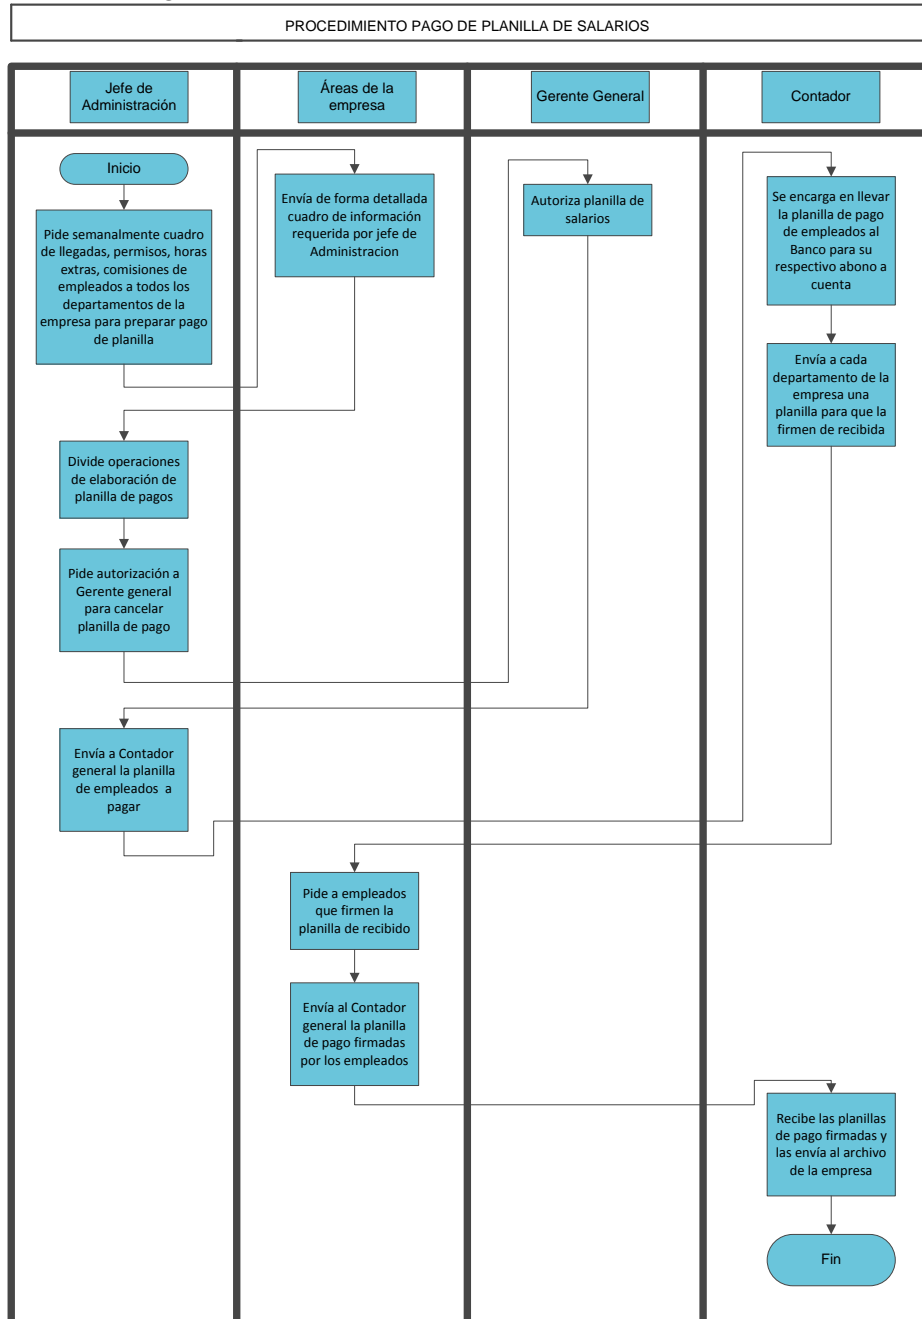 PROCEDIMIENTO PAGO DE PLANILLA DE SALARIOS
Jefe de
Administración
Áreas de la
empresa
Gerente General
Contador
Inicio
Pide semanalmente cuadro
de llegadas, permisos, horas
extras, comisiones de
empleados a todos los
departamentos de la
empresa para preparar pago
de planilla
Envía de forma detallada
cuadro de información
requerida por jefe de
Administracion
Divide operaciones
de elaboración de
planilla de pagos
Pide autorización a
Gerente general
para cancelar
planilla de pago
Autoriza planilla de
salarios
Envía a Contador
general la planilla
de empleados a
pagar
Se encarga en llevar
la planilla de pago
de empleados al
Banco para su
respectivo abono a
cuenta
Envía a cada
departamento de la
empresa una
planilla para que la
firmen de recibida
Pide a empleados
que firmen la
planilla de recibido
Envía al Contador
general la planilla
de pago firmadas
por los empleados
Recibe las planillas
de pago firmadas y
las envía al archivo
de la empresa
Fin